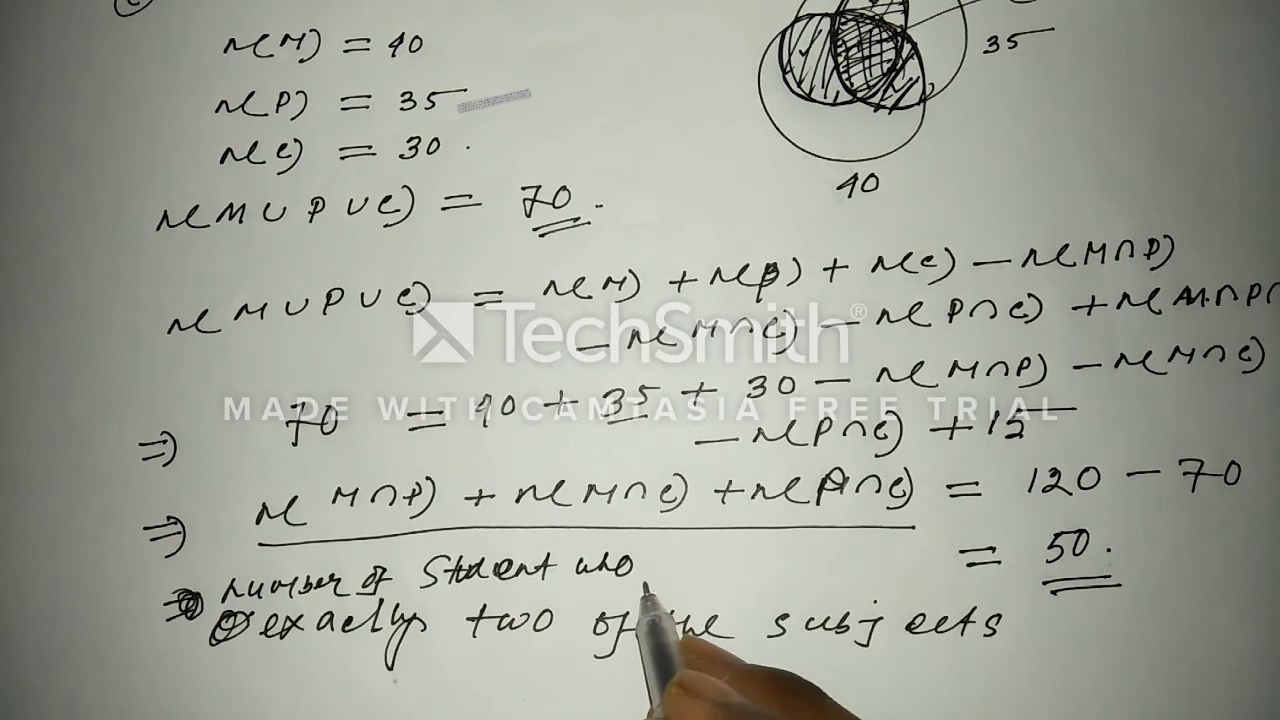 n(M) = 40
n(P) = 35
n(C) = 30 .
n(M ∪ P ∪ C) = 70 .
35
40
n(M ∪ P ∪ C) = n(M) + n(P) + n(C) - n(M∩P)
- n(M∩C) - n(P∩C) + n(M∩P∩
TechSmith®
MADE WITH CAMTASIA FREE TRIAL
⇒ 70 = 40 + 35 + 30 - n(M∩P) - n(M∩C)
- n(P∩C) + 15
⇒ n(M∩P) + n(M∩C) + n(P∩C) = 120 - 70
= 50 .
number of Student who
exactly two of the subjects